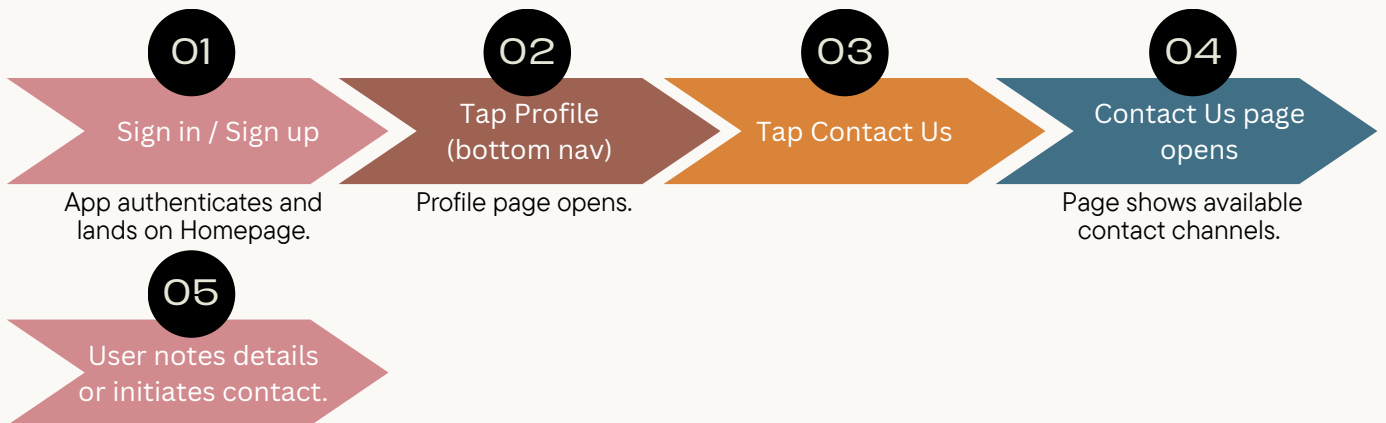 01
Sign in / Sign up
App authenticates and
lands on Homepage.
02
Tap Profile
(bottom nav)
Profile page opens.
03
Tap Contact Us
04
Contact Us page
opens
Page shows available
contact channels.
05
User notes details
or initiates contact.